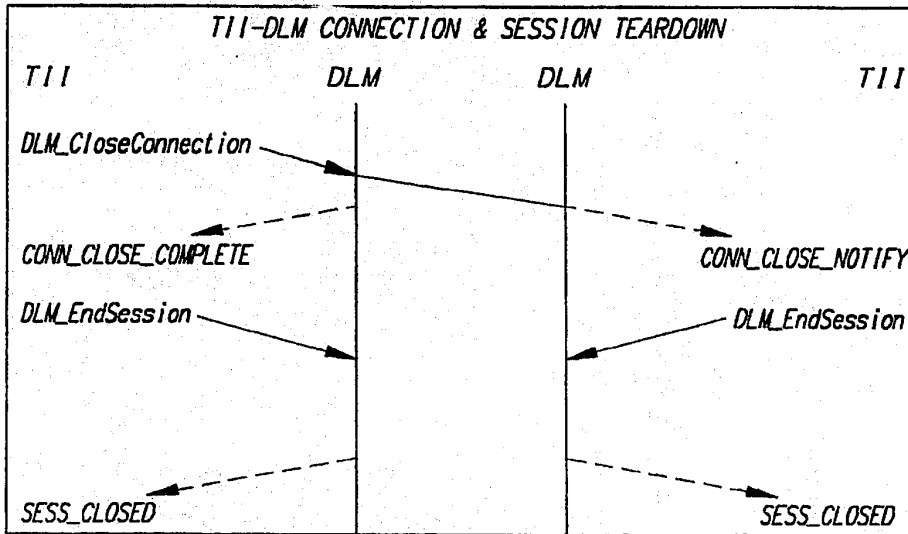 TII-DLM CONNECTION & SESSION TEARDOWN
TII DLM DLM TII
DLM_CloseConnection
CONN_CLOSE_COMPLETE CONN_CLOSE_NOTIFY
DLM_EndSession DLM_EndSession
SESS_CLOSED SESS_CLOSED